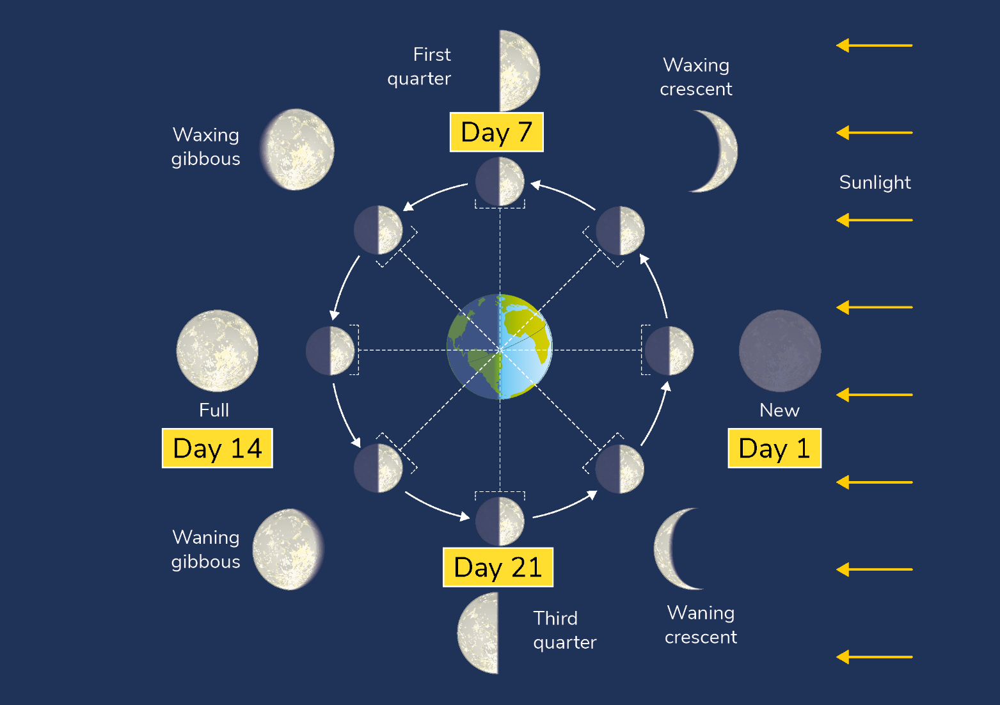 First
quarter
Waxing
crescent
Day 7
Waxing
gibbous
Sunlight
Full
Day 14
New
Day 1
Waning
gibbous
Day 21
Third
quarter
Waning
crescent